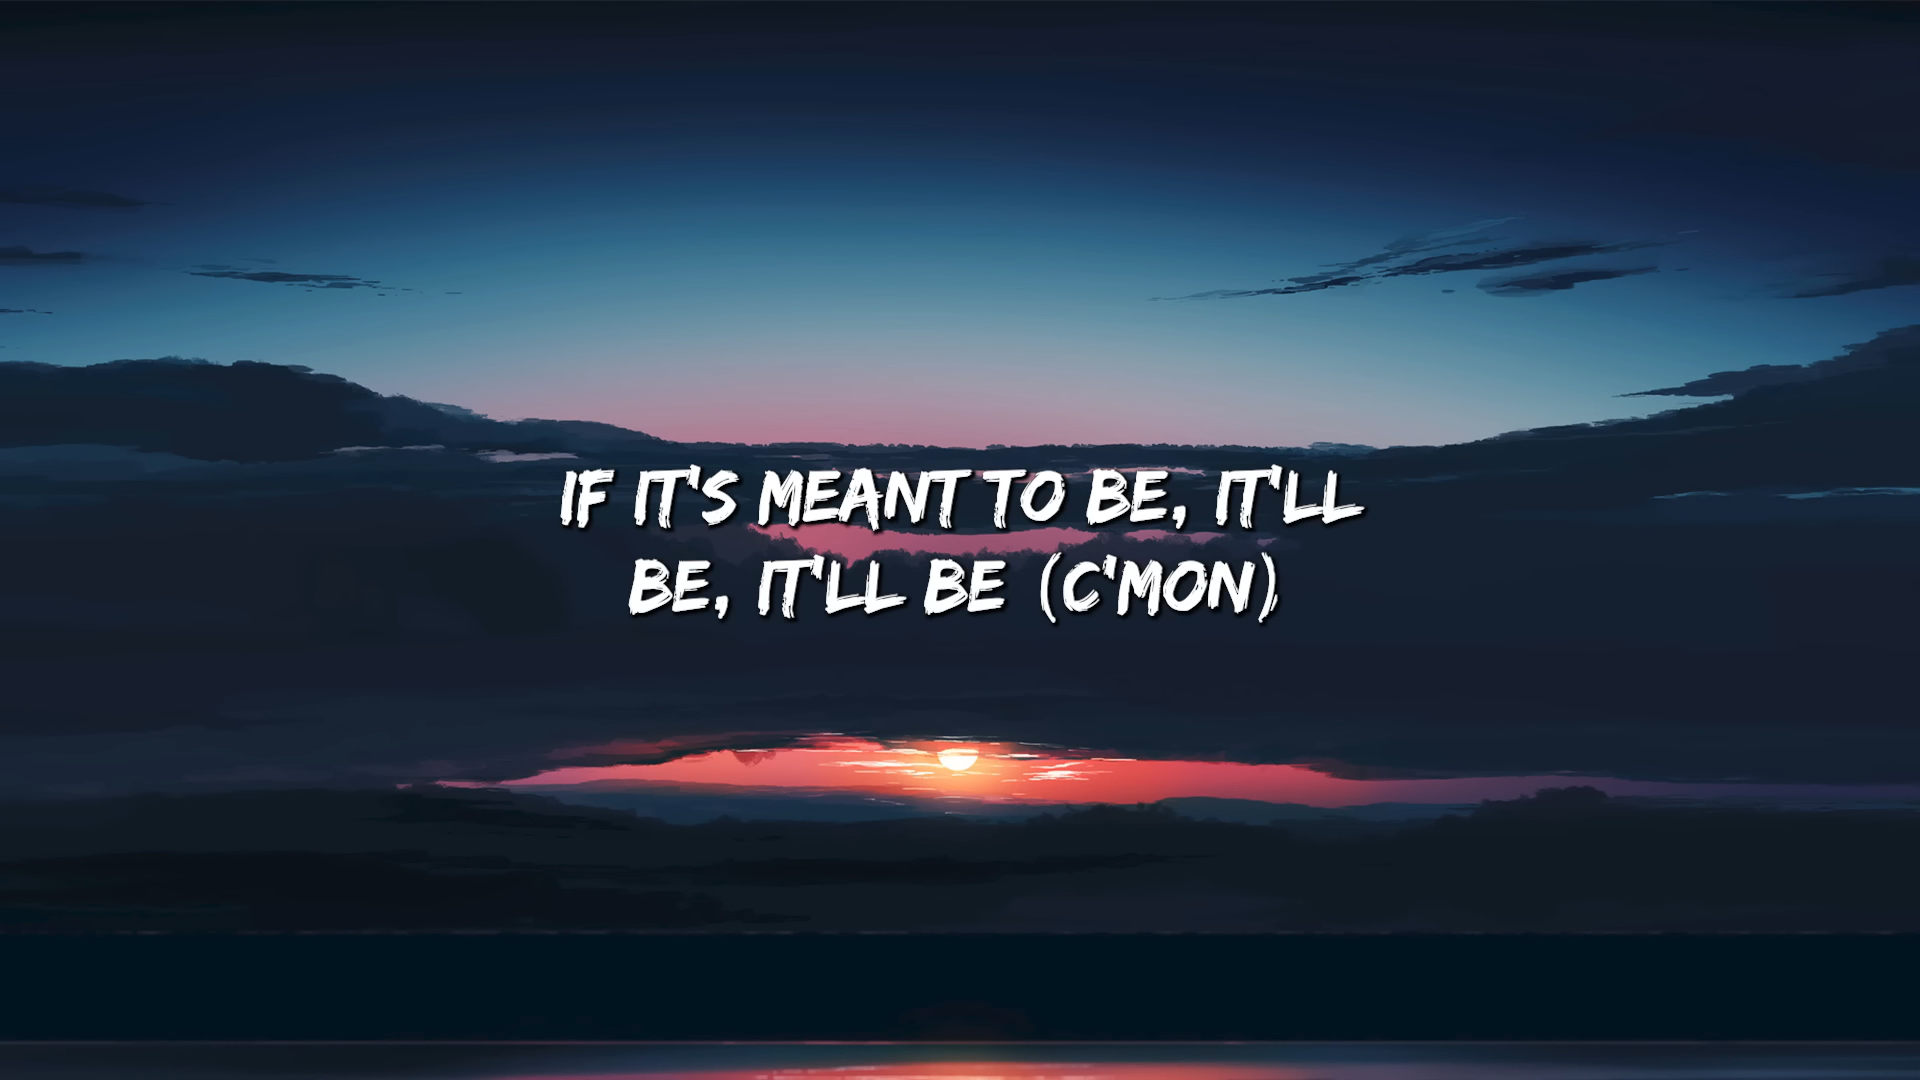 IF IT'S MEANT TO BE, IT'LL
BE, IT'LL BE (C'MON)